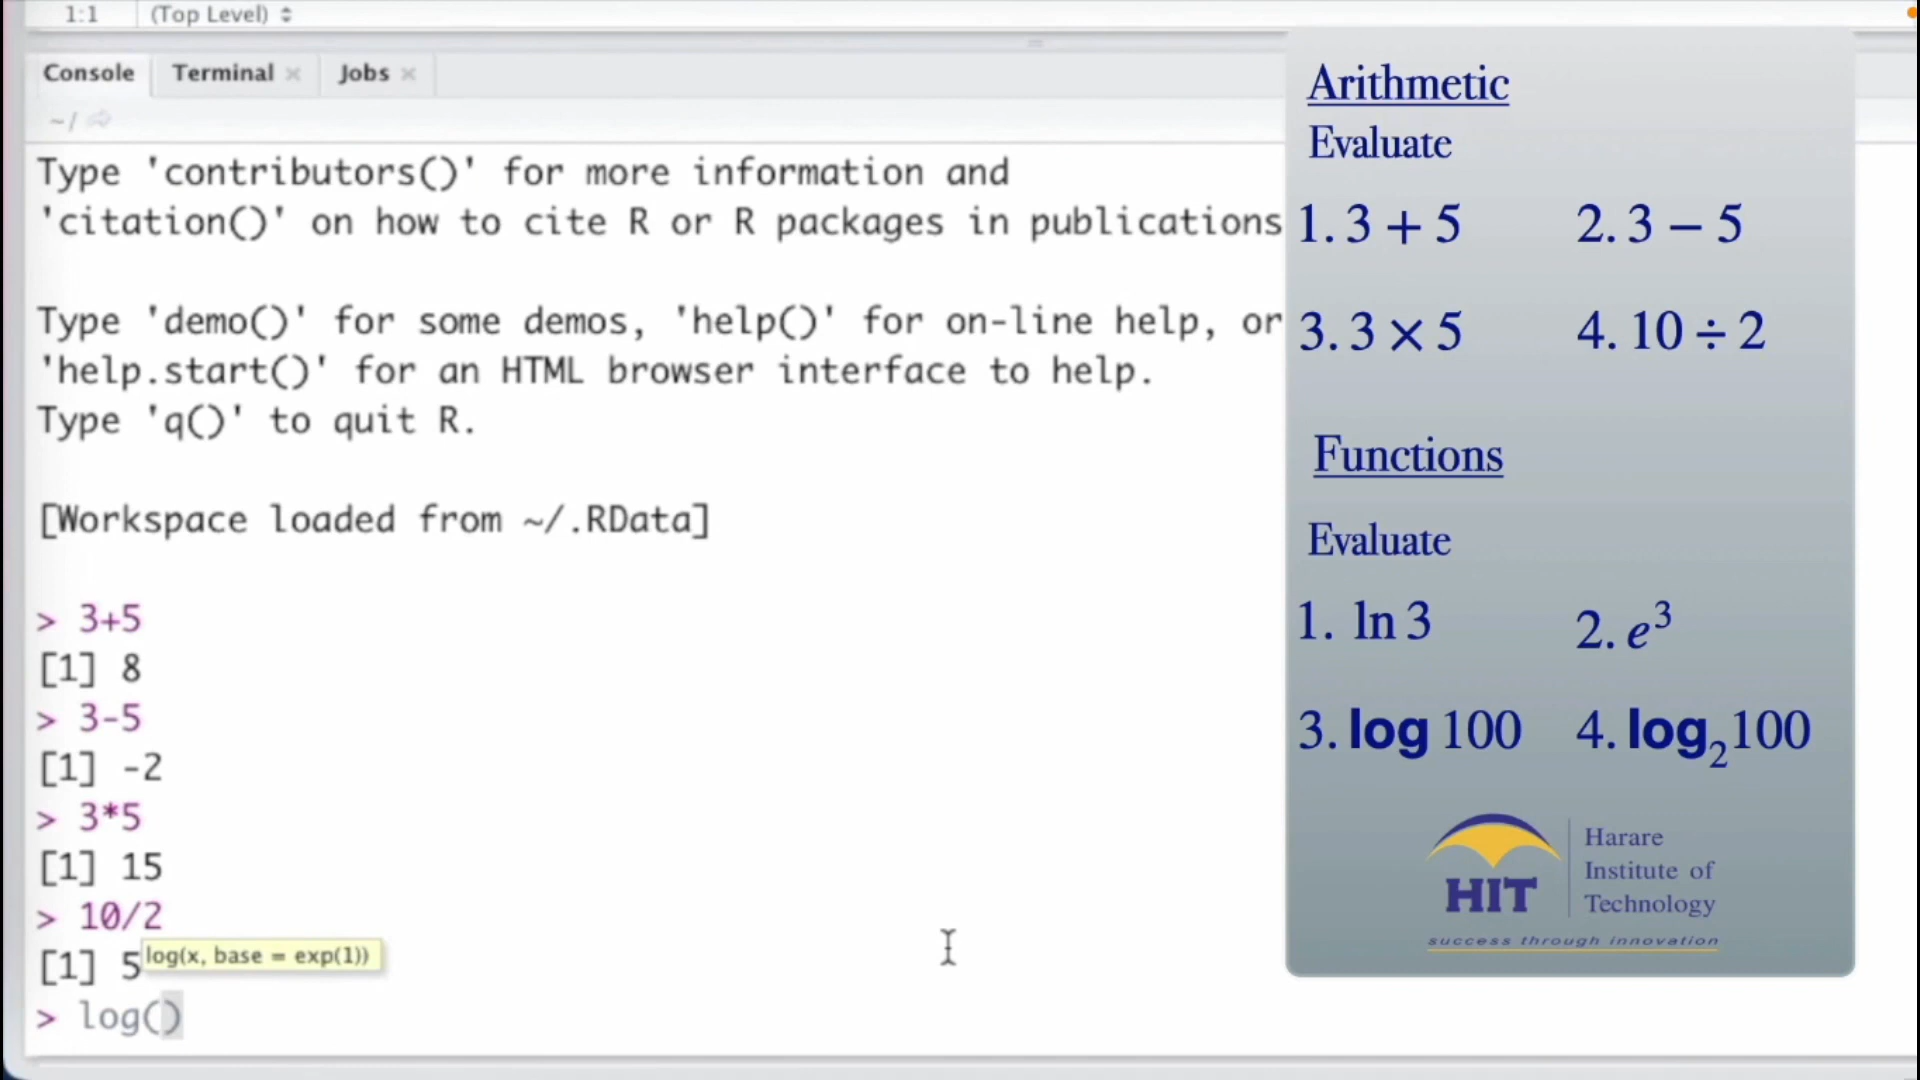 1:1 (Top Level)
Console Terminal Jobs
~/
Type 'contributors()' for more information and
'citation()' on how to cite R or R packages in publications
Type 'demo()' for some demos, 'help()' for on-line help, or
'help.start()' for an HTML browser interface to help.
Type 'q()' to quit R.
[Workspace loaded from ~/.RData]
> 3+5
[1] 8
> 3-5
[1] -2
> 3*5
[1] 15
> 10/2
[1] 5
log(x, base = exp(1))
> log()
Arithmetic
Evaluate
1. 3 + 5 2. 3 − 5
3. 3 × 5 4. 10 ÷ 2
Functions
Evaluate
1. ln 3 2. e³
3. log 100 4. log₂100
HIT
Harare
Institute of
Technology
success through innovation